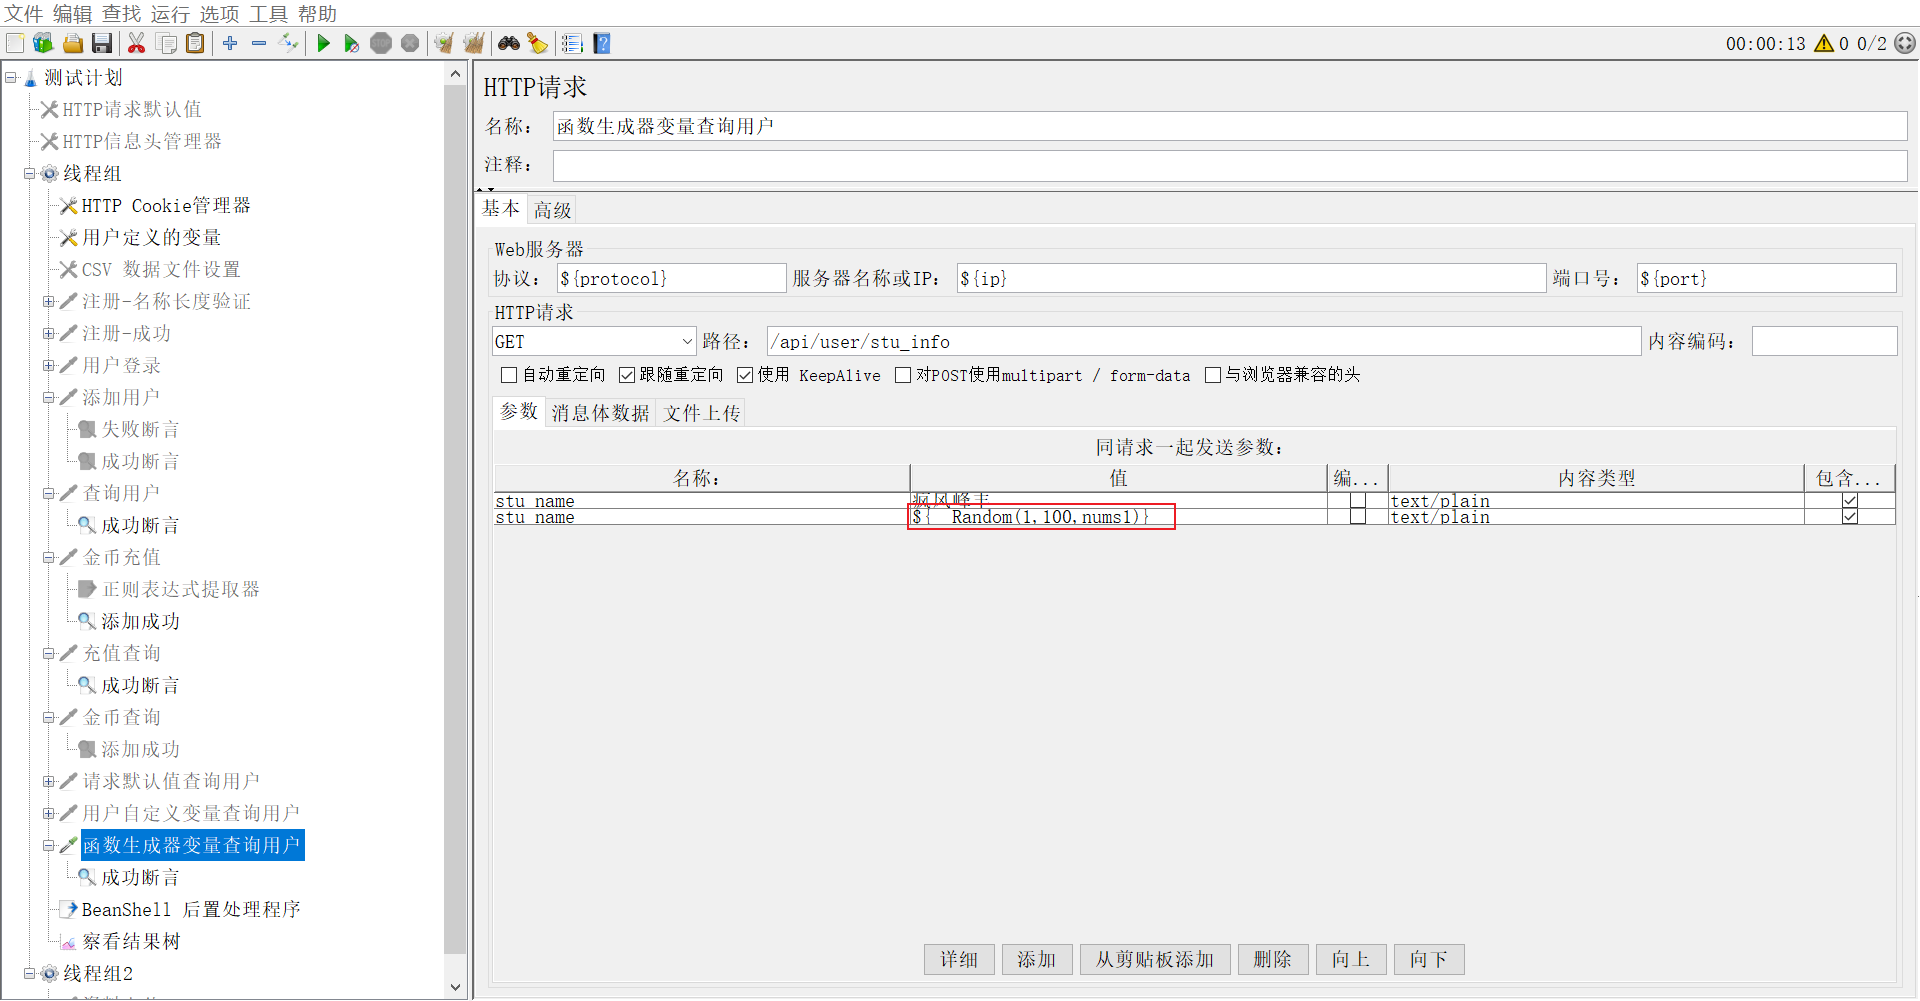 文件 编辑 查找 运行 选项 工具 帮助
00:00:13 0 0/2
测试计划
HTTP请求默认值
HTTP信息头管理器
线程组
HTTP Cookie管理器
用户定义的变量
CSV 数据文件设置
注册-名称长度验证
注册-成功
用户登录
添加用户
失败断言
成功断言
查询用户
成功断言
金币充值
正则表达式提取器
添加成功
充值查询
成功断言
金币查询
添加成功
请求默认值查询用户
用户自定义变量查询用户
函数生成器变量查询用户
成功断言
BeanShell 后置处理程序
察看结果树
线程组2
HTTP请求
名称： 函数生成器变量查询用户
注释：
基本 高级
Web服务器
协议： ${protocol} 服务器名称或IP： ${ip} 端口号： ${port}
HTTP请求
GET 路径： /api/user/stu_info 内容编码：
自动重定向 跟随重定向 使用 KeepAlive 对POST使用multipart / form-data 与浏览器兼容的头
参数 消息体数据 文件上传
同请求一起发送参数：
名称： 值 编... 内容类型 包含...
stu_name 疯风峰丰 text/plain
stu_name ${__Random(1,100,nums1)} text/plain
详细 添加 从剪贴板添加 删除 向上 向下